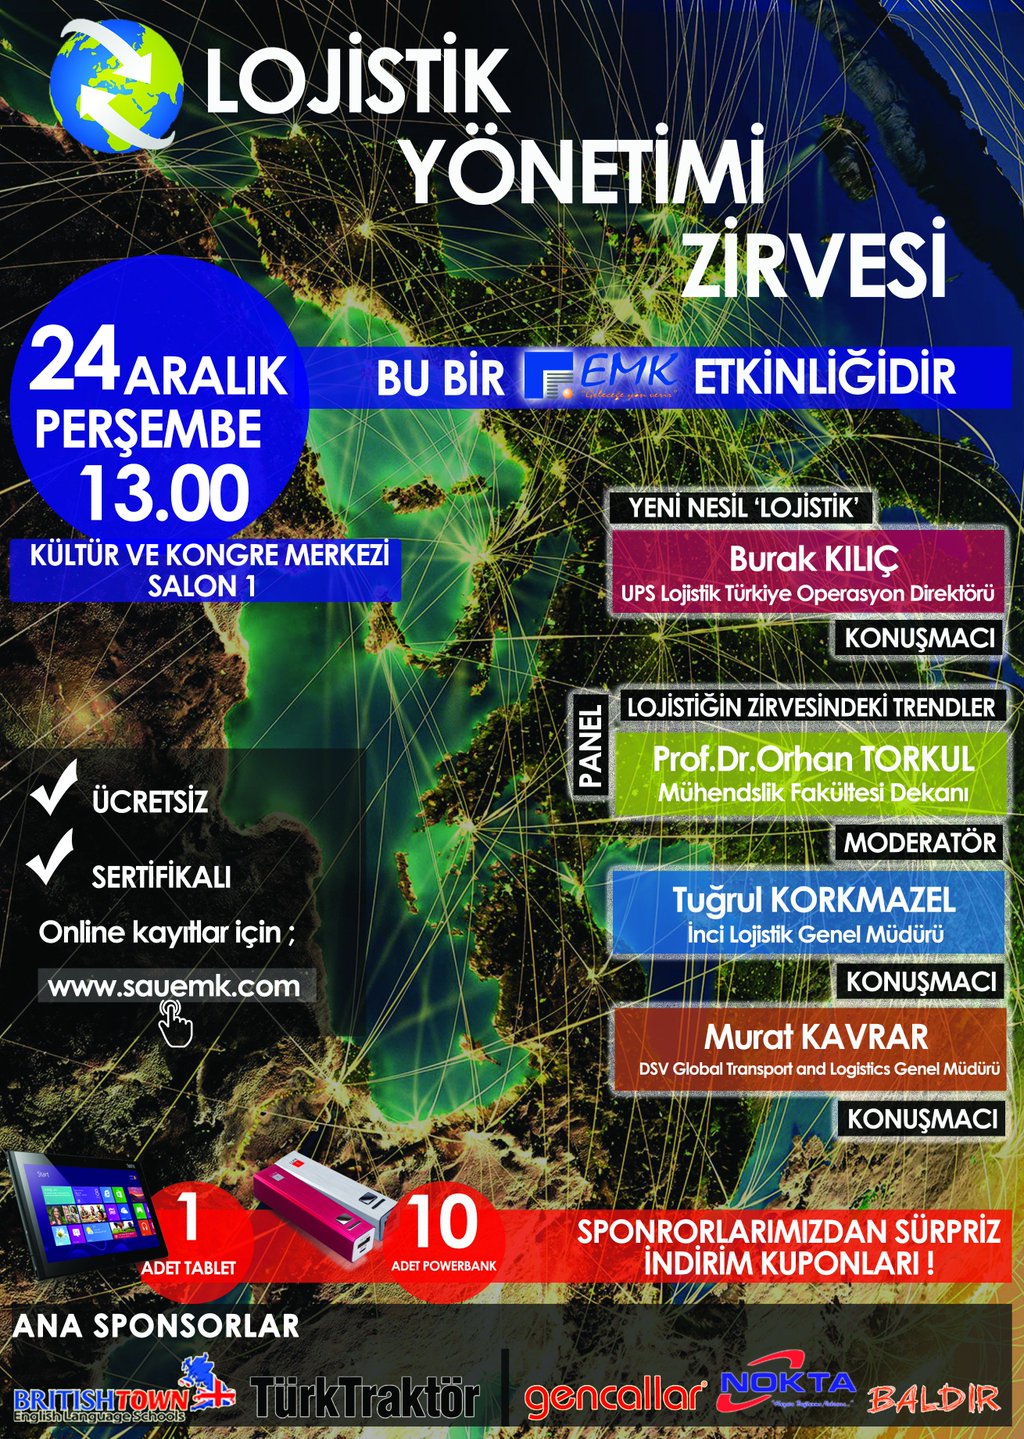 LOJİSTİK
YÖNETİMİ
ZİRVESİ
24 ARALIK
PERŞEMBE
13.00
KÜLTÜR VE KONGRE MERKEZİ
SALON 1
BU BİR EMK ETKİNLİĞİDİR
"Geleceğe yön verir"
YENİ NESİL ‘LOJİSTİK’
Burak KILIÇ
UPS Lojistik Türkiye Operasyon Direktörü
KONUŞMACI
PANEL
LOJİSTİĞİN ZİRVESİNDEKİ TRENDLER
Prof.Dr.Orhan TORKUL
Mühendslik Fakültesi Dekanı
MODERATÖR
Tuğrul KORKMAZEL
İnci Lojistik Genel Müdürü
KONUŞMACI
Murat KAVRAR
DSV Global Transport and Logistics Genel Müdürü
KONUŞMACI
ÜCRETSİZ
SERTİFİKALI
Online kayıtlar için ;
www.sauemk.com
Start
1
ADET TABLET
10
ADET POWERBANK
SPONRORLARIMIZDAN SÜRPRİZ
İNDİRİM KUPONLARI !
ANA SPONSORLAR
BRITISHTOWN
English Language Schools
TürkTraktör
gencallar
NOKTA
BALDIR